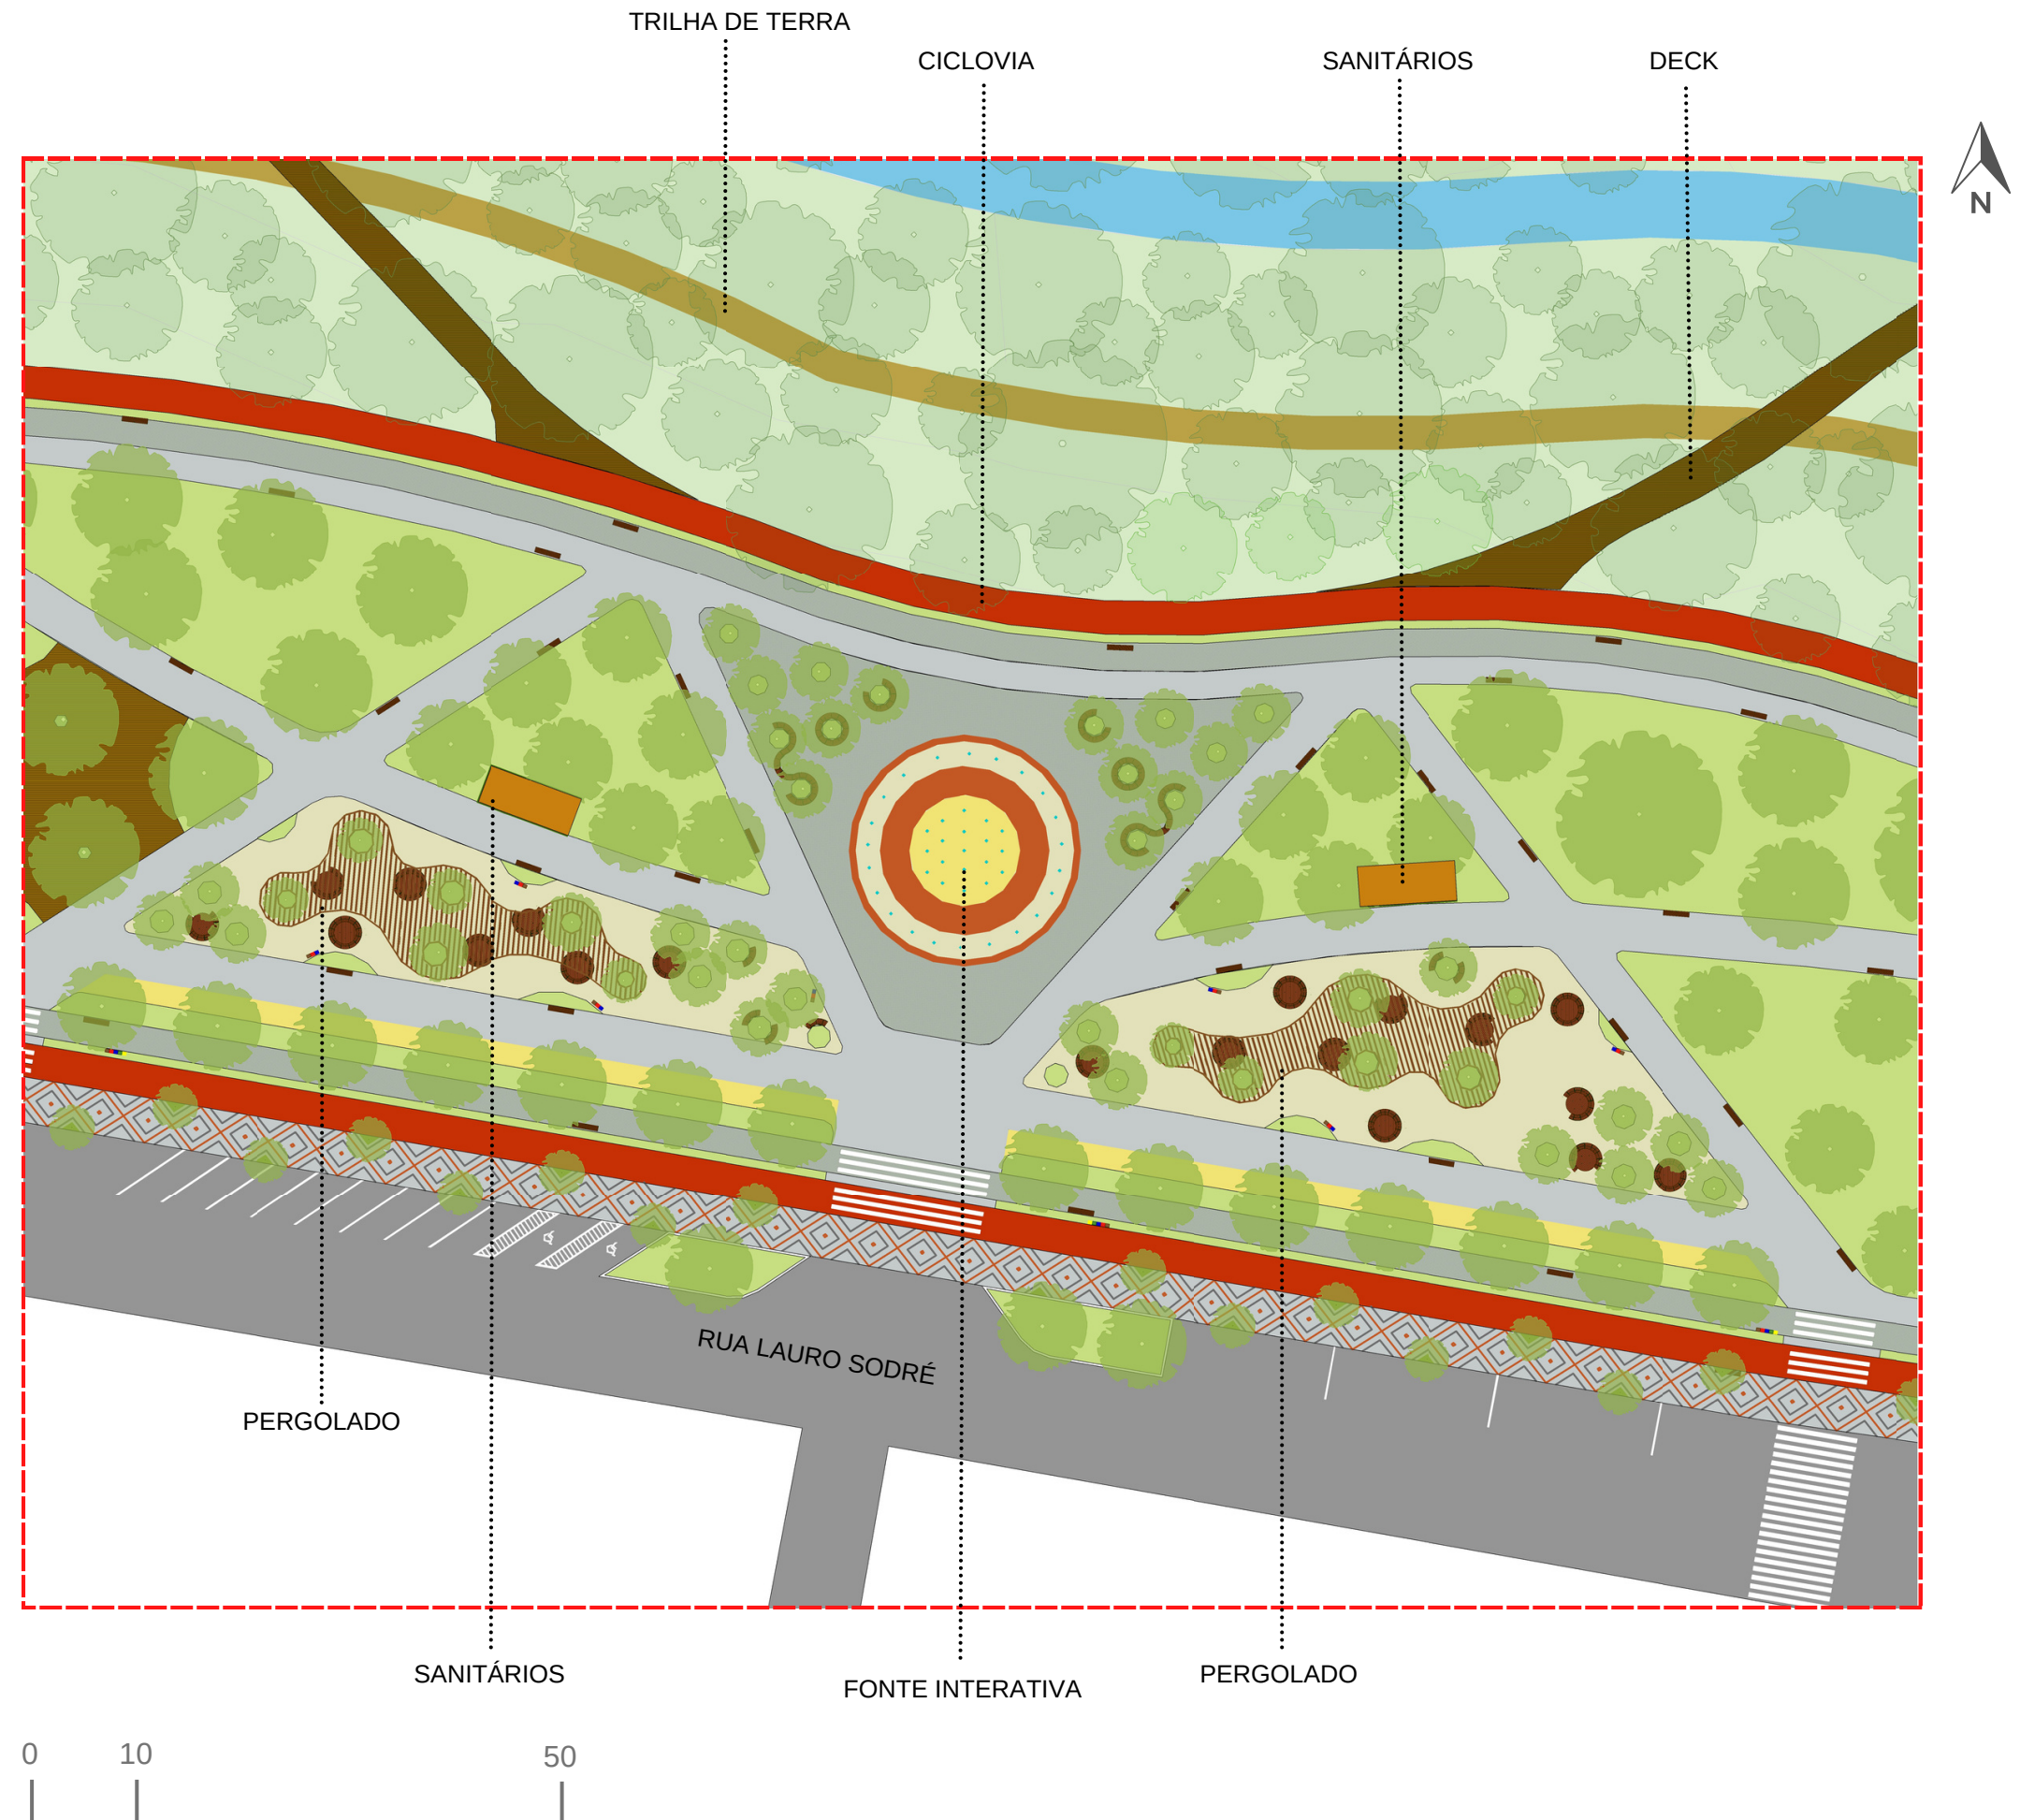 TRILHA DE TERRA
CICLOVIA
SANITÁRIOS
DECK
N
RUA LAURO SODRÉ
PERGOLADO
SANITÁRIOS
FONTE INTERATIVA
PERGOLADO
0
10
50